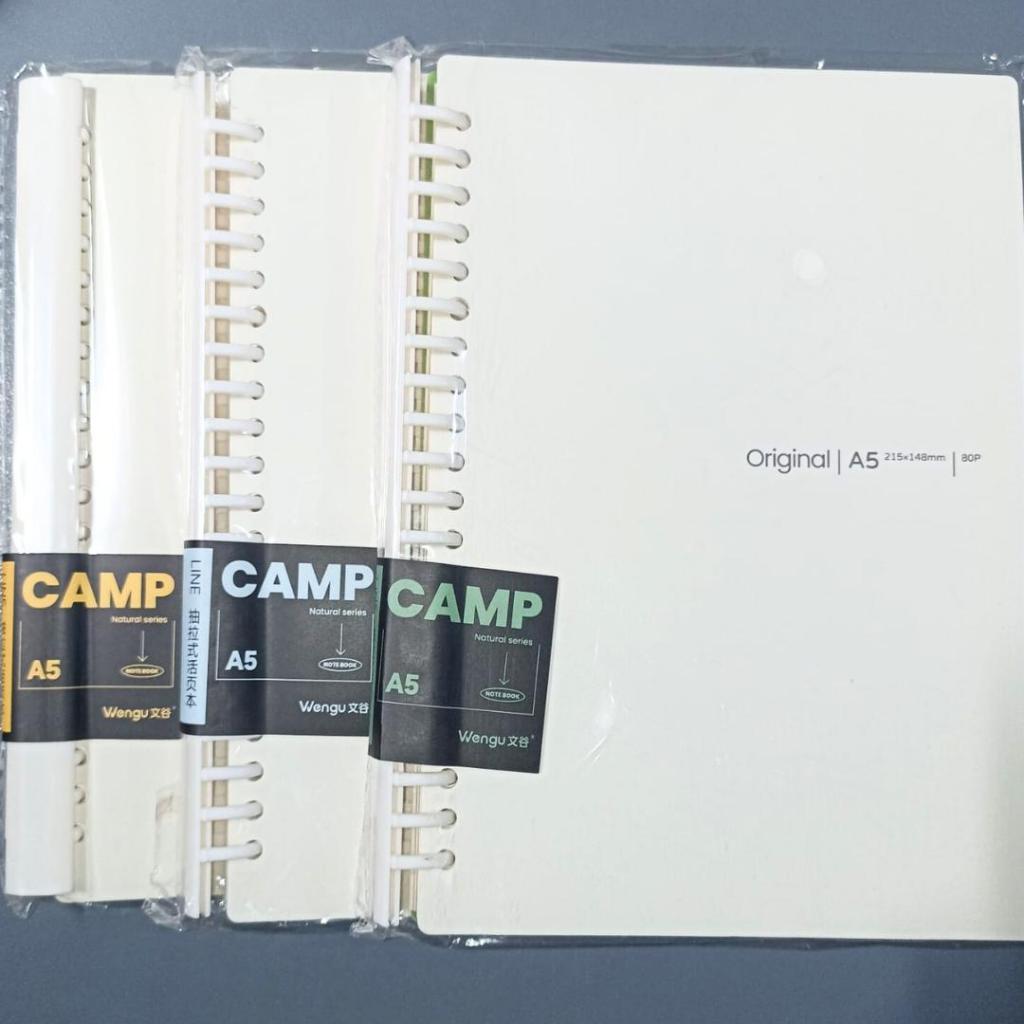 CAMP
Natural series
A5
NOTE BOOK
Wengu 文谷
LINE 抽拉式活页本
CAMP
Natural series
A5
NOTE BOOK
Wengu 文谷
CAMP
Natural series
A5
NOTE BOOK
Wengu 文谷
Original | A5 215×148mm | 80P